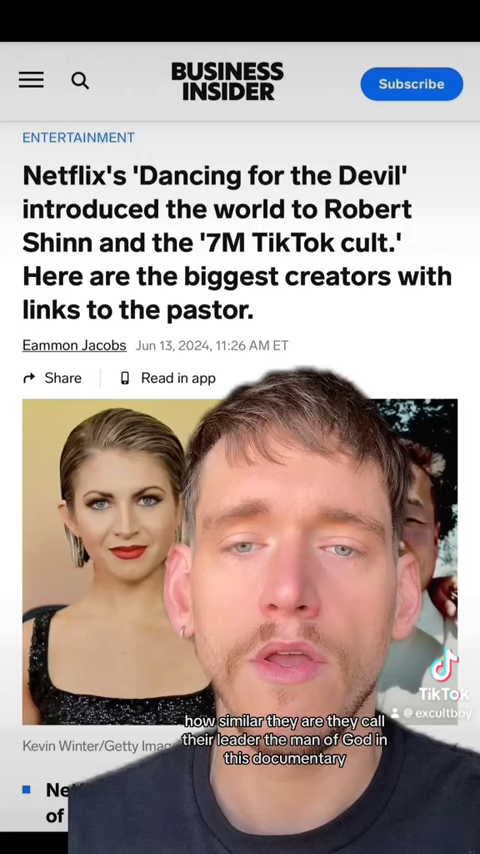 BUSINESS
INSIDER
Subscribe
ENTERTAINMENT
Netflix's 'Dancing for the Devil'
introduced the world to Robert
Shinn and the '7M TikTok cult.'
Here are the biggest creators with
links to the pastor.
Eammon Jacobs Jun 13, 2024, 11:26 AM ET
Share Read in app
TikTok
@excultboy
how similar they are they call
their leader the man of God in
this documentary
Kevin Winter/Getty
of